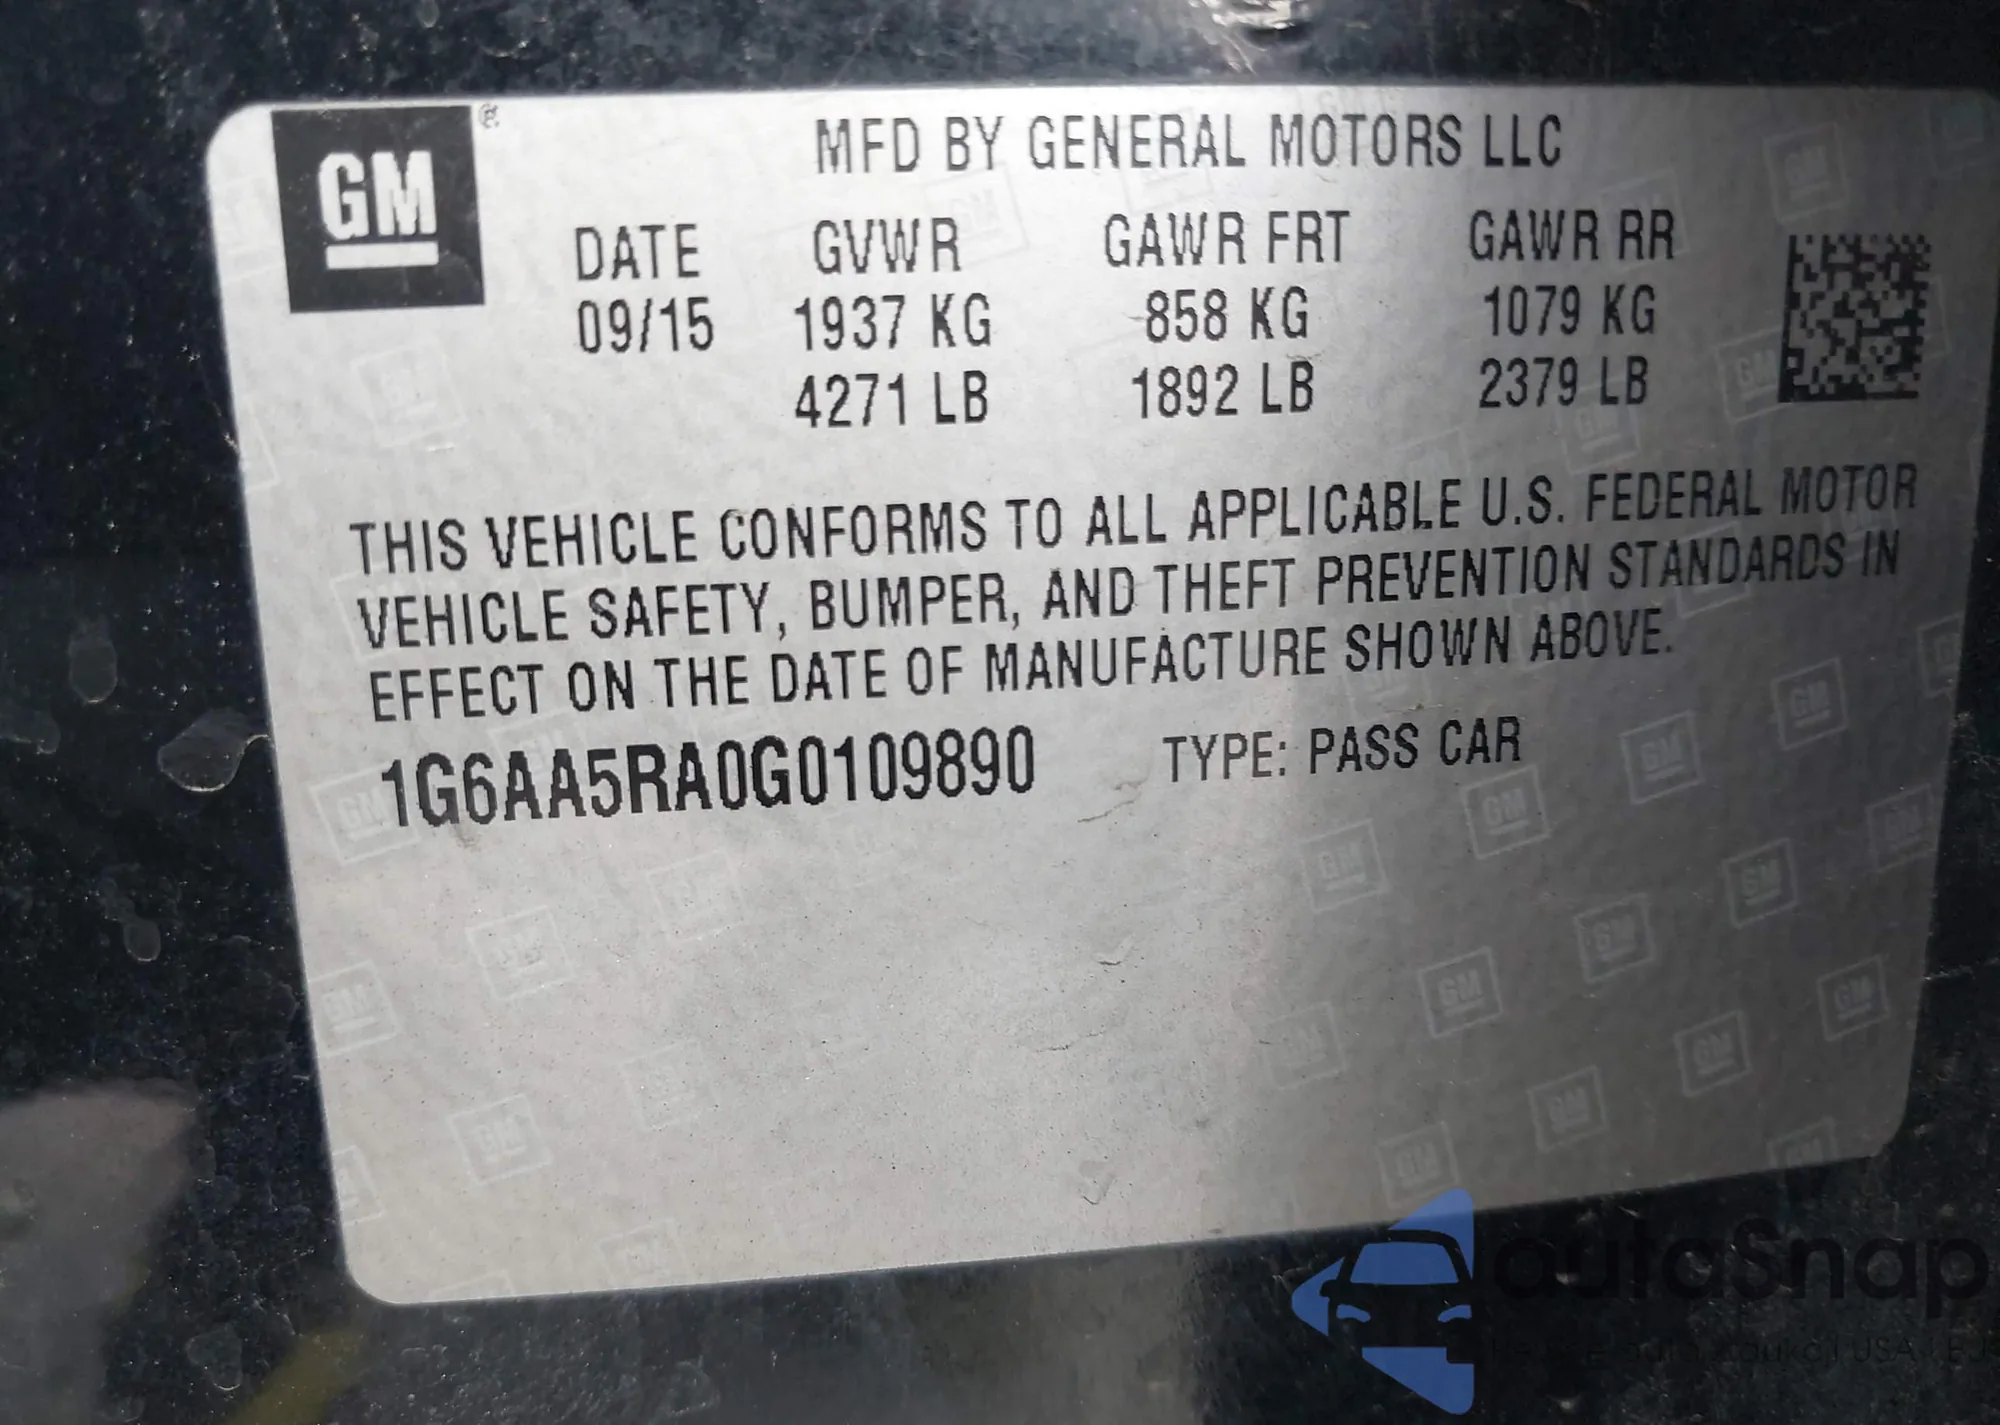 GM ®
MFD BY GENERAL MOTORS LLC
DATE GVWR GAWR FRT GAWR RR
09/15 1937 KG 858 KG 1079 KG
4271 LB 1892 LB 2379 LB
THIS VEHICLE CONFORMS TO ALL APPLICABLE U.S. FEDERAL MOTOR
VEHICLE SAFETY, BUMPER, AND THEFT PREVENTION STANDARDS IN
EFFECT ON THE DATE OF MANUFACTURE SHOWN ABOVE.
1G6AA5RA0G0109890 TYPE: PASS CAR
autoSnap